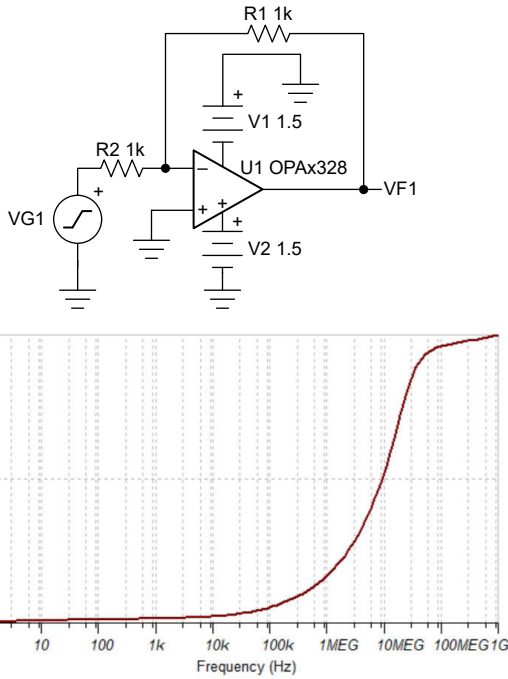 R1 1k
+
V1 1.5
R2 1k
U1 OPAx328
+
−
VG1
+
+
VF1
+
V2 1.5
10 100 1k 10k 100k 1MEG 10MEG 100MEG 1G
Frequency (Hz)